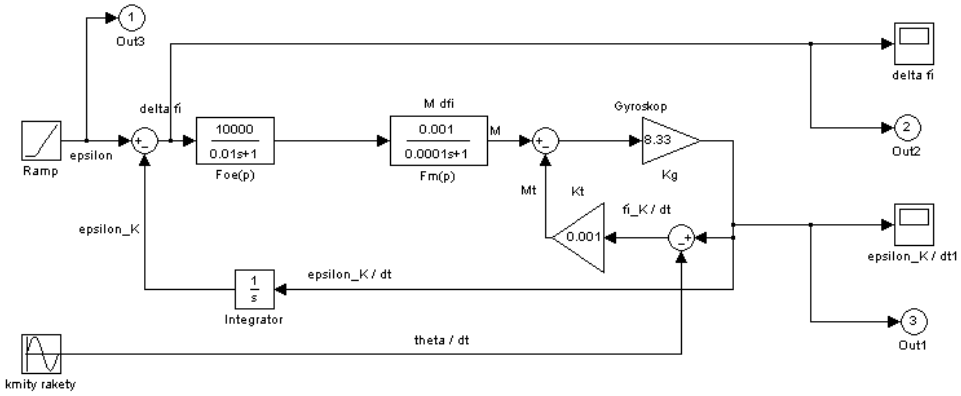 1
Out3
delta fi
delta fi
M dfi
Gyroskop
10000
0.01s+1
0.001
0.0001s+1
M
+
-
+
-
8.33
2
Out2
Ramp
epsilon
Foe(p)
Fm(p)
Kg
Mt
Kt
fi_K / dt
epsilon_K
0.001
-
+
epsilon_K / dt1
epsilon_K / dt
1
s
Integrator
3
Out1
theta / dt
kmity rakety